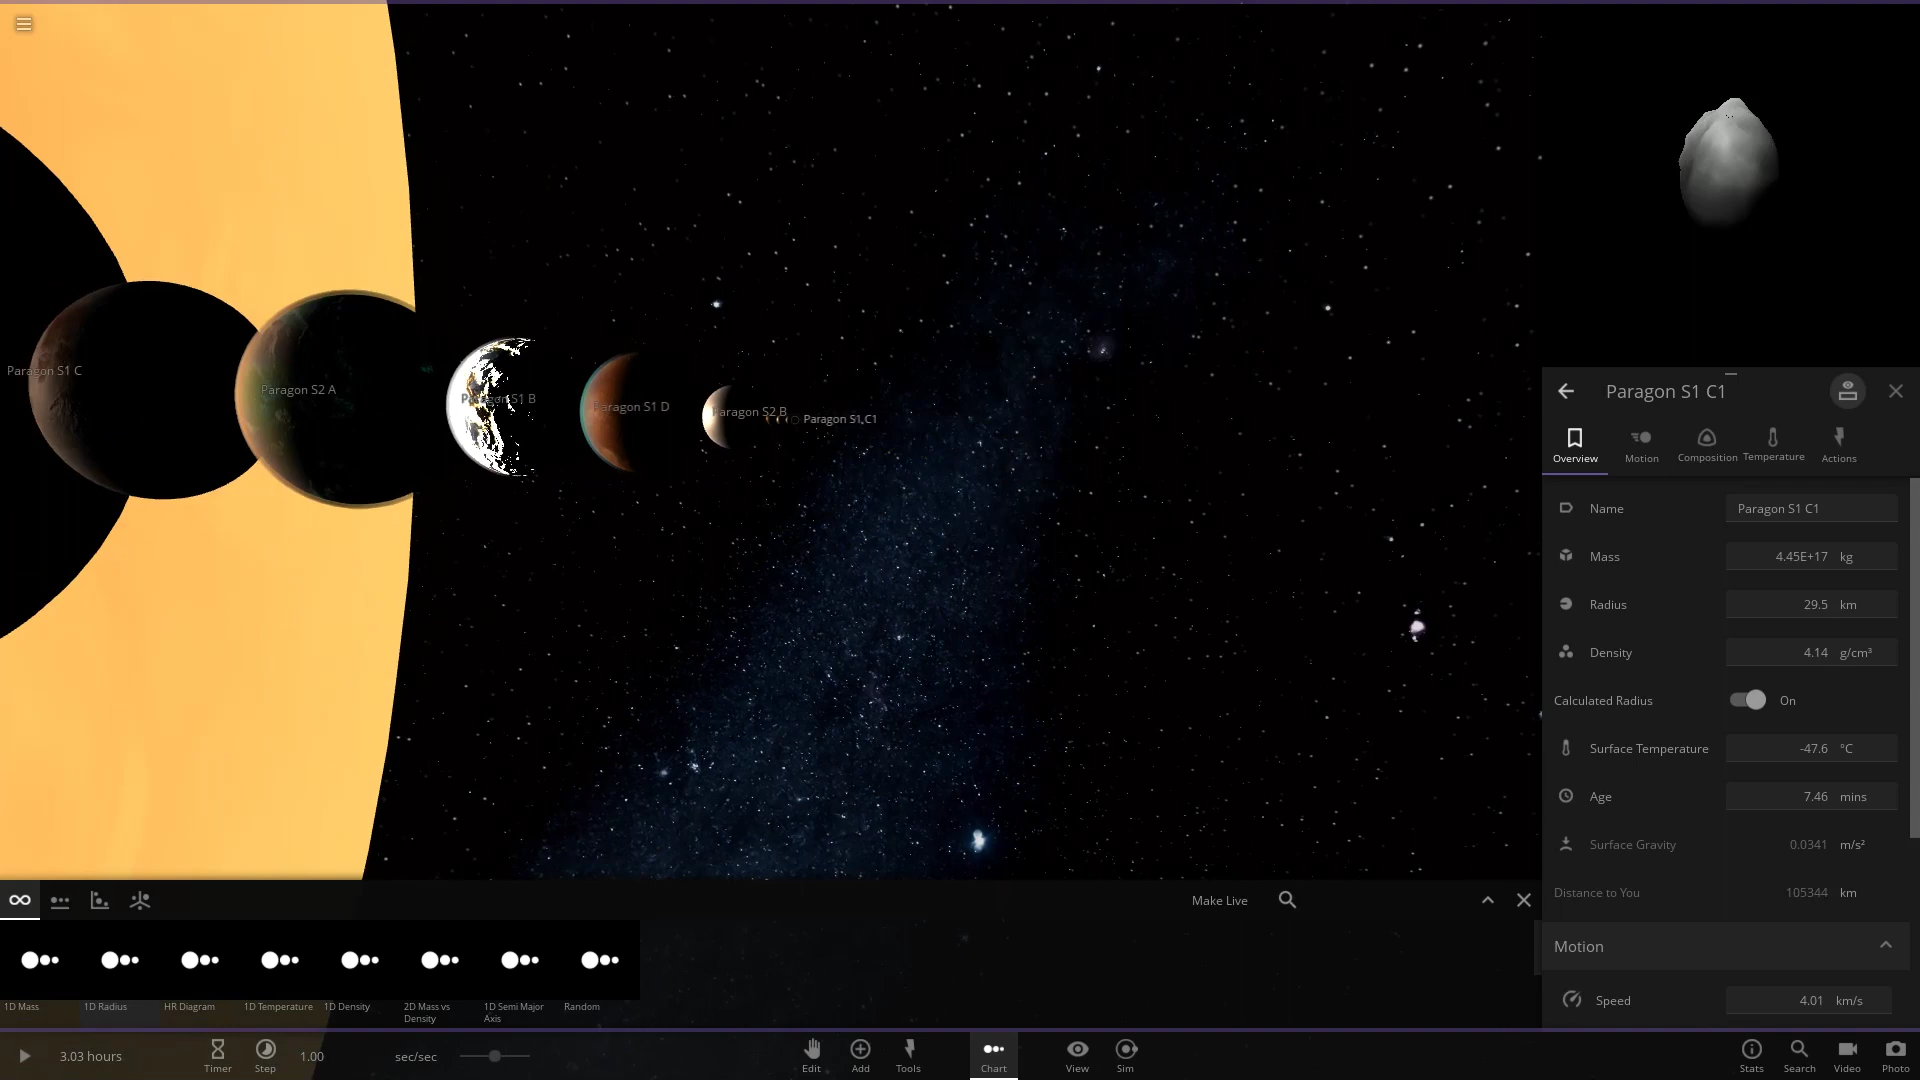 Paragon S1 C
Paragon S2 A
Paragon S1 B
Paragon S1 D
Paragon S2 B
Paragon S1 C1
Paragon S1 C1
Overview
Motion
Composition
Temperature
Actions
Name
Paragon S1 C1
Mass
4.45E+17 kg
Radius
29.5 km
Density
4.14 g/cm³
Calculated Radius
On
Surface Temperature
-47.6 °C
Age
7.46 mins
Surface Gravity
0.0341 m/s²
Distance to You
105344 km
Motion
Speed
4.01 km/s
Make Live
1D Mass
1D Radius
HR Diagram
1D Temperature
1D Density
2D Mass vs
Density
1D Semi Major
Axis
Random
3.03 hours
Timer
Step
1.00
sec/sec
Edit
Add
Tools
Chart
View
Sim
Stats
Search
Video
Photo